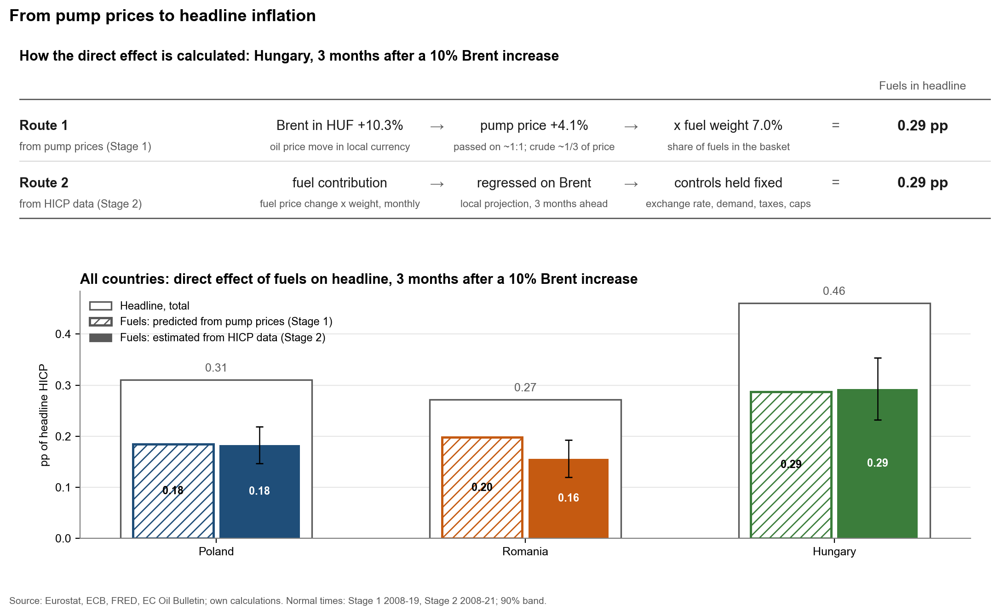 From pump prices to headline inflation
How the direct effect is calculated: Hungary, 3 months after a 10% Brent increase
Fuels in headline
Route 1 Brent in HUF +10.3% → pump price +4.1% → x fuel weight 7.0% = 0.29 pp
from pump prices (Stage 1) oil price move in local currency passed on ~1:1; crude ~1/3 of price share of fuels in the basket
Route 2 fuel contribution → regressed on Brent → controls held fixed = 0.29 pp
from HICP data (Stage 2) fuel price change x weight, monthly local projection, 3 months ahead exchange rate, demand, taxes, caps
All countries: direct effect of fuels on headline, 3 months after a 10% Brent increase
Headline, total
Fuels: predicted from pump prices (Stage 1)
Fuels: estimated from HICP data (Stage 2)
pp of headline HICP
0.4
0.3
0.2
0.1
0.0
0.31
0.18
0.18
0.27
0.20
0.16
0.46
0.29
0.29
Poland
Romania
Hungary
Source: Eurostat, ECB, FRED, EC Oil Bulletin; own calculations. Normal times: Stage 1 2008-19, Stage 2 2008-21; 90% band.